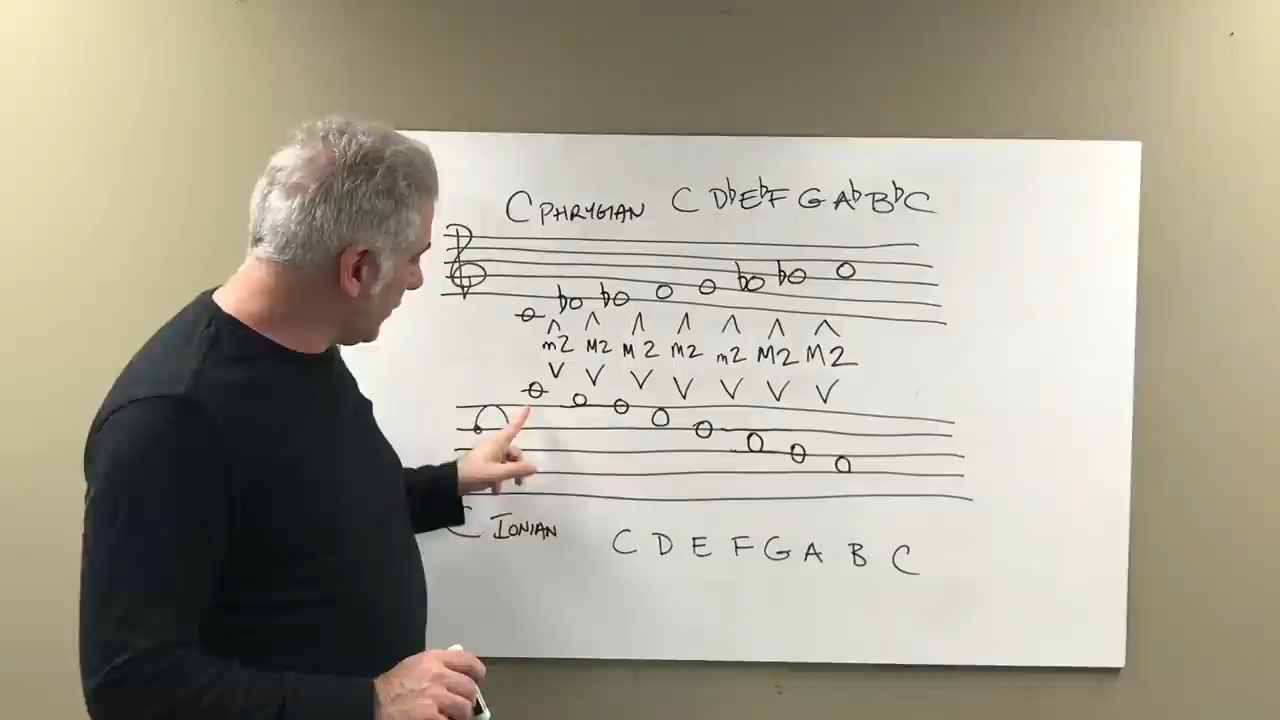 C PHRYGIAN C D♭ E♭ F G A♭ B♭ C
♭ ♭ ♭ ♭
m2 M2 M2 M2 m2 M2 M2
C IONIAN C D E F G A B C